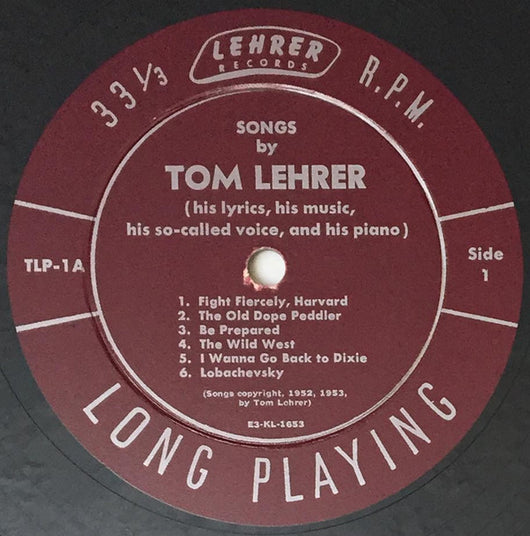 LEHRER
RECORDS
33 1/3 R.P.M.
SONGS
by
TOM LEHRER
(his lyrics, his music,
his so-called voice, and his piano)
TLP-1A
Side
1
1. Fight Fiercely, Harvard
2. The Old Dope Peddler
3. Be Prepared
4. The Wild West
5. I Wanna Go Back to Dixie
6. Lobachevsky
(Songs copyright, 1952, 1953,
by Tom Lehrer)
E3-KL-1653
LONG PLAYING